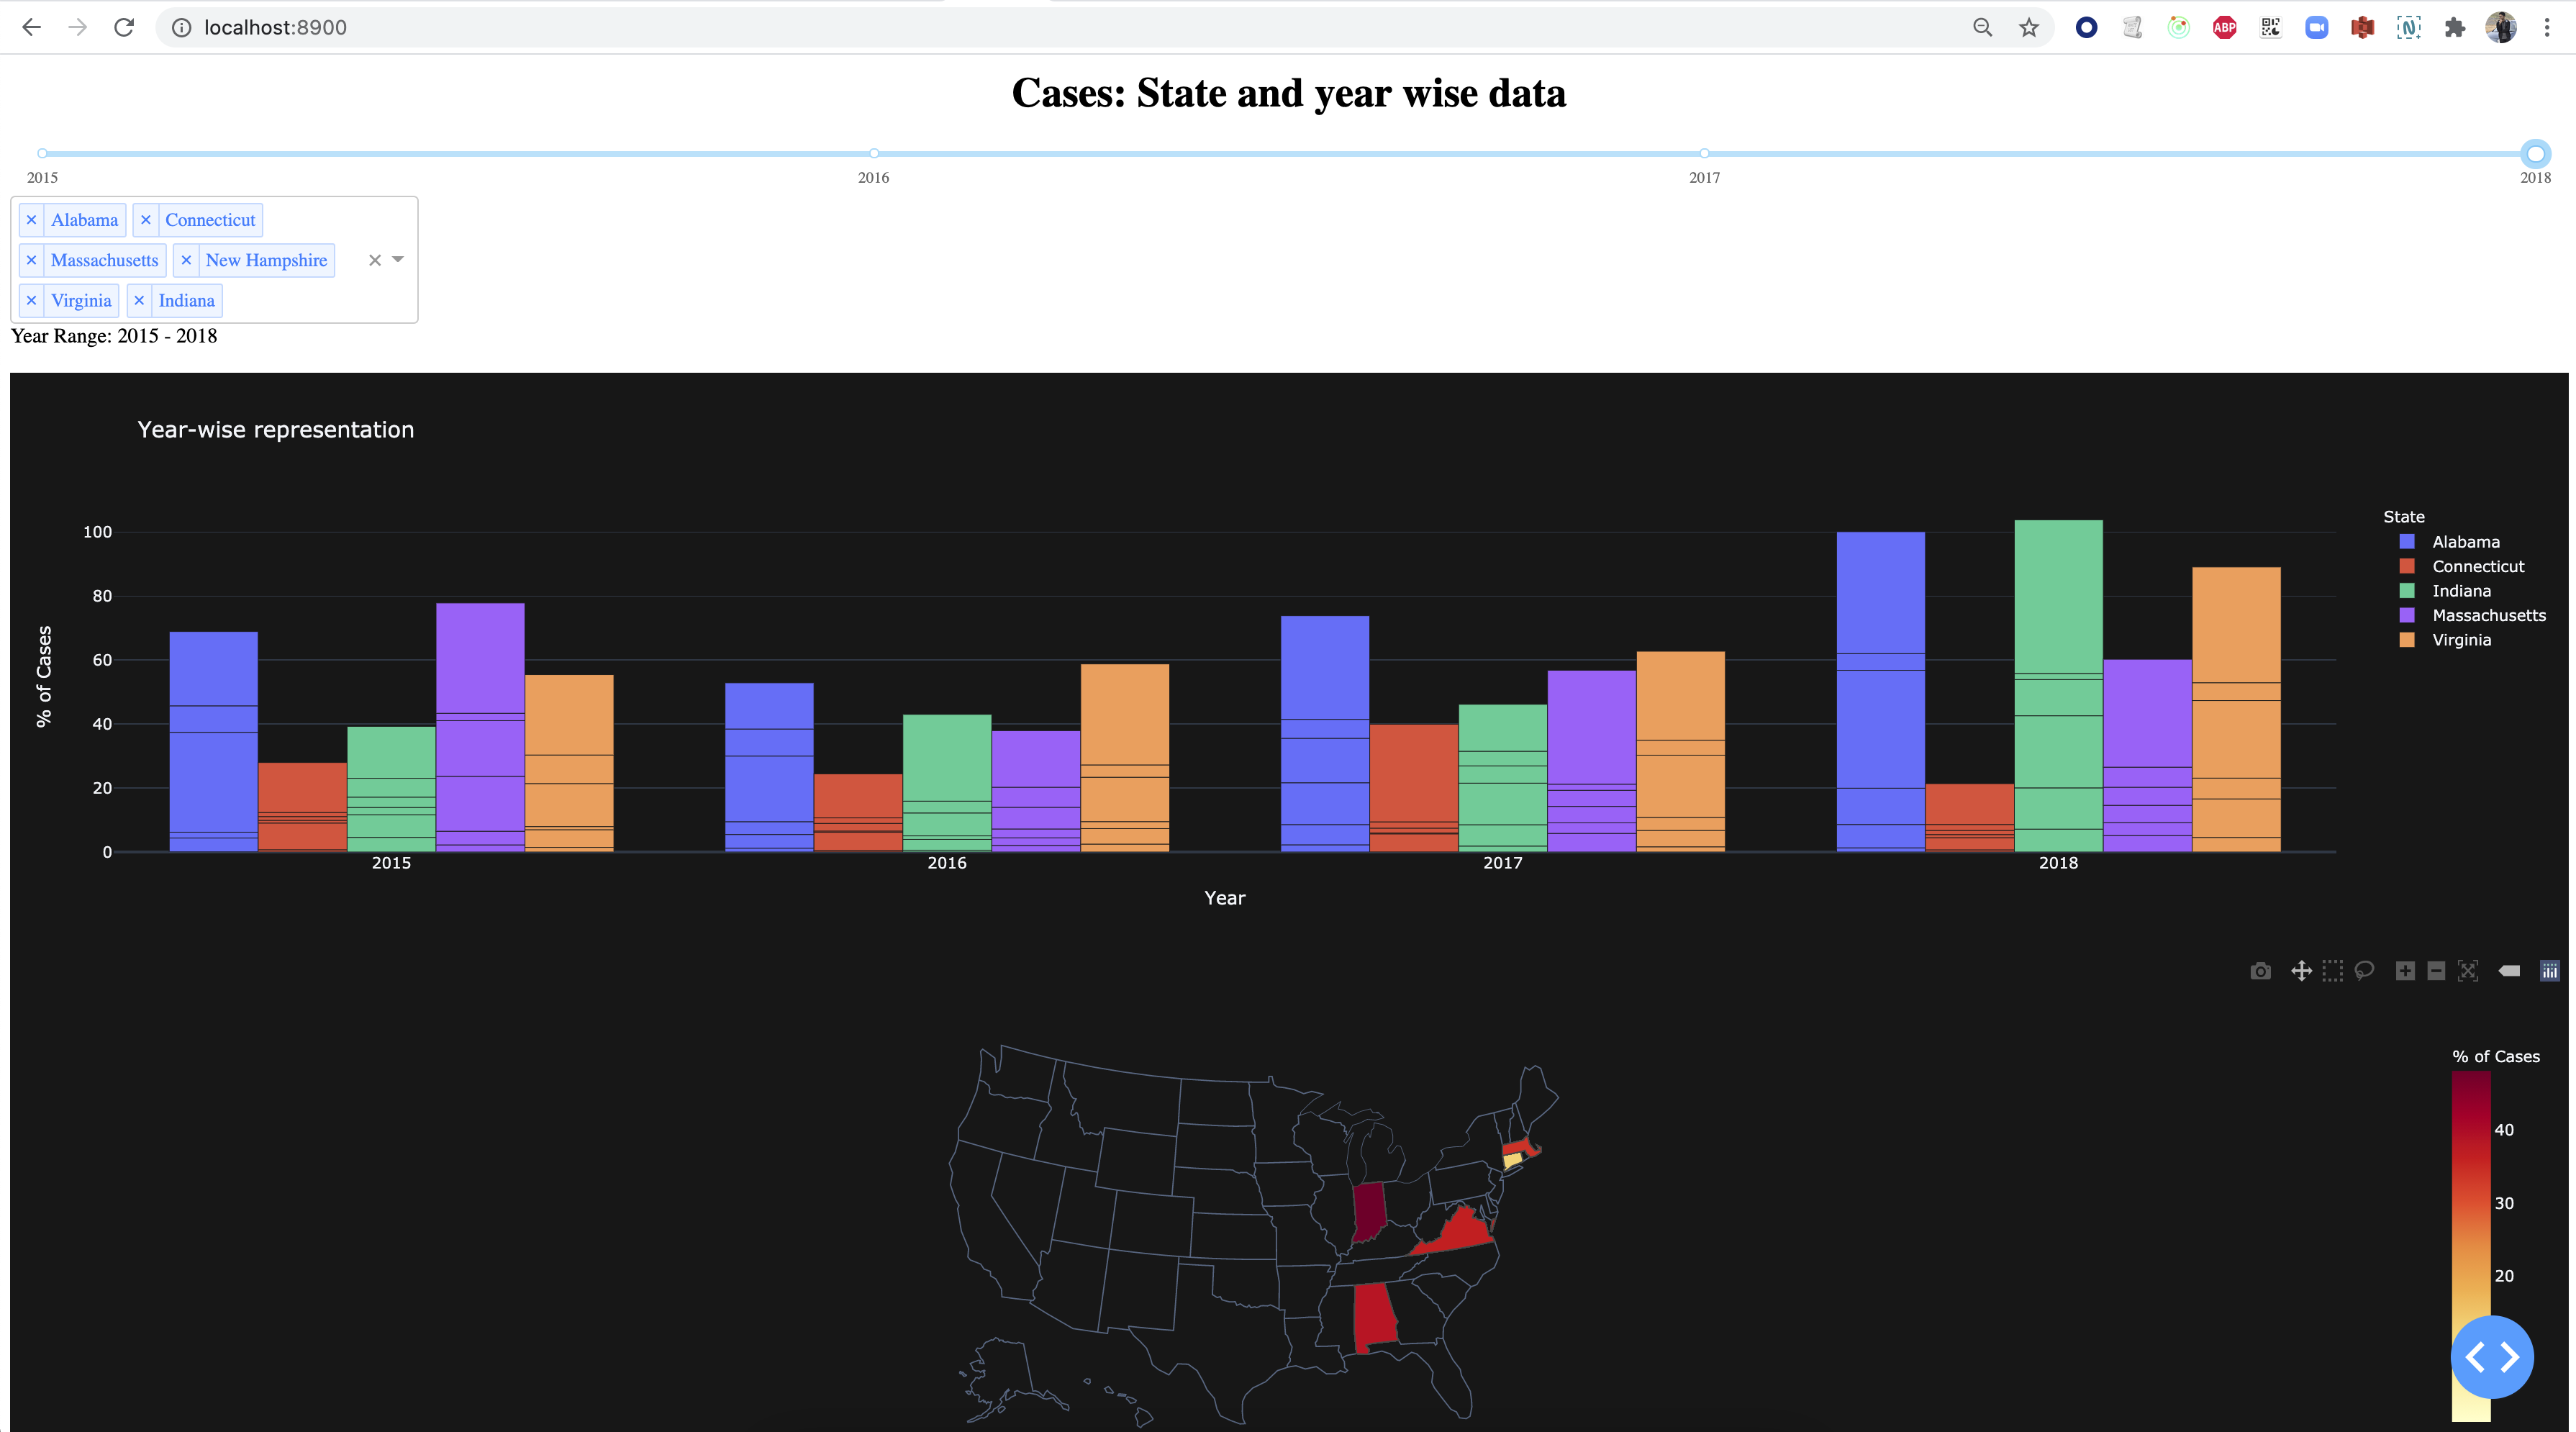 localhost:8900
ABP
Cases: State and year wise data
2015 2016 2017 2018
× Alabama × Connecticut
× Massachusetts × New Hampshire
× Virginia × Indiana
Year Range: 2015 - 2018
Year-wise representation
% of Cases
100
80
60
40
20
0
2015 2016 2017 2018
Year
State
Alabama
Connecticut
Indiana
Massachusetts
Virginia
% of Cases
40
30
20